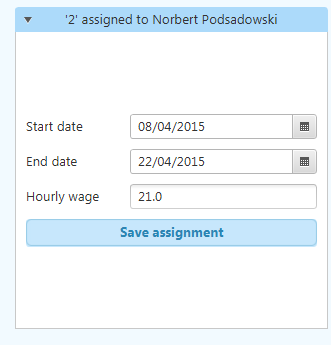 '2' assigned to Norbert Podsadowski
Start date 08/04/2015
End date 22/04/2015
Hourly wage 21.0
Save assignment